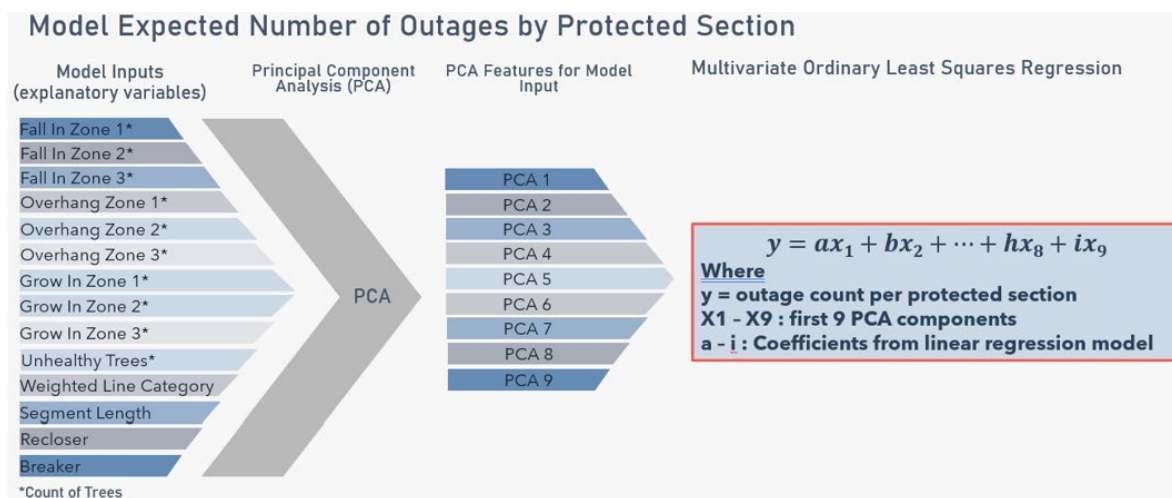 Model Expected Number of Outages by Protected Section
Model Inputs
(explanatory variables)
Principal Component
Analysis (PCA)
PCA Features for Model
Input
Multivariate Ordinary Least Squares Regression
Fall In Zone 1*
Fall In Zone 2*
Fall In Zone 3*
Overhang Zone 1*
Overhang Zone 2*
Overhang Zone 3*
Grow In Zone 1*
Grow In Zone 2*
Grow In Zone 3*
Unhealthy Trees*
Weighted Line Category
Segment Length
Recloser
Breaker
*Count of Trees
PCA
PCA 1
PCA 2
PCA 3
PCA 4
PCA 5
PCA 6
PCA 7
PCA 8
PCA 9
y = ax₁ + bx₂ + ⋯ + hx₈ + ix₉
Where
y = outage count per protected section
X1 – X9 : first 9 PCA components
a – i : Coefficients from linear regression model